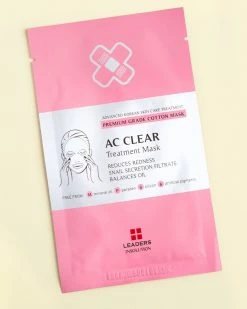 ADVANCED KOREAN SKIN CARE TREATMENT
PREMIUM GRADE COTTON MASK
AC CLEAR
Treatment Mask
REDUCES REDNESS
SNAIL SECRETION FILTRATE
BALANCES OIL
FREE FROM M mineral oil P paraben S silicon A artificial pigments
LEADERS
INSOLUTION